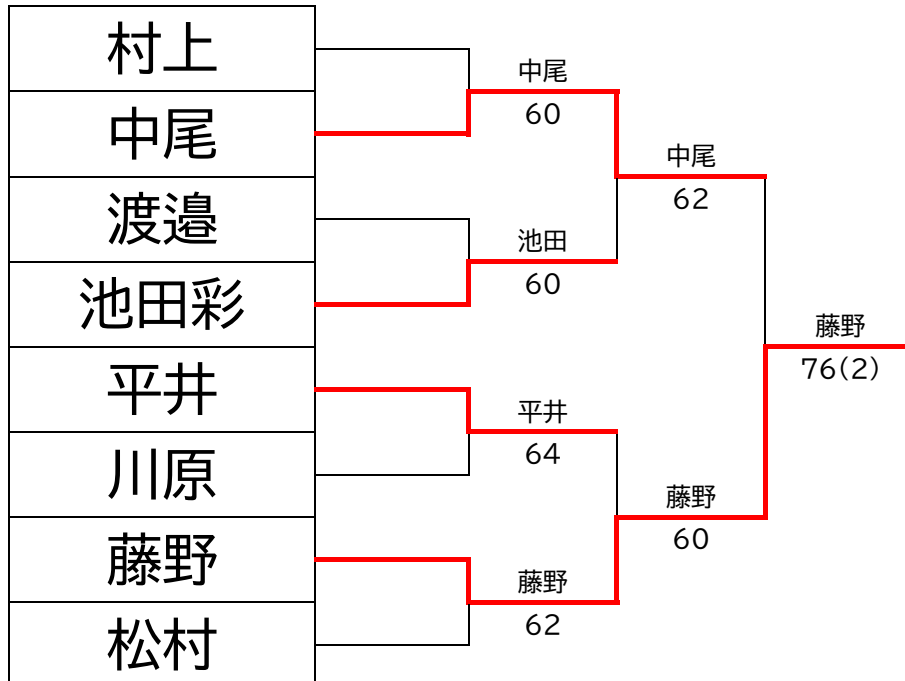 村上
中尾
渡邉
池田彩
平井
川原
藤野
松村
中尾
60
池田
60
平井
64
藤野
62
中尾
62
藤野
60
藤野
76(2)